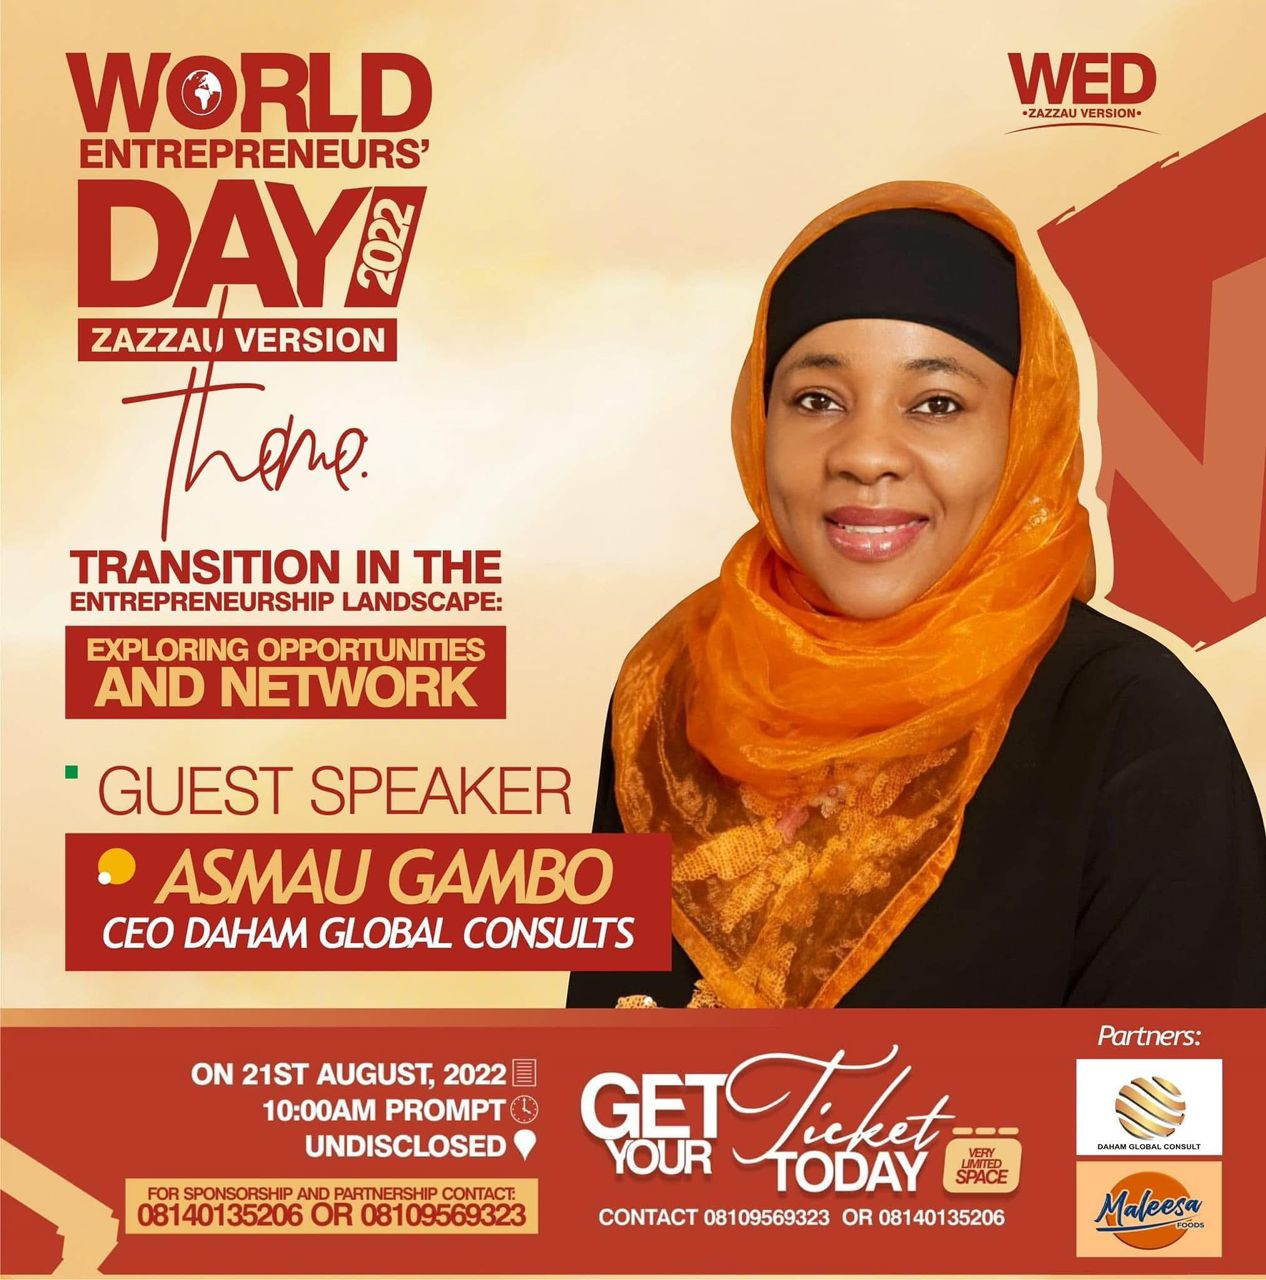 WORLD
ENTREPRENEURS'
DAY 2022
ZAZZAU VERSION
Theme:
TRANSITION IN THE
ENTREPRENEURSHIP LANDSCAPE:
EXPLORING OPPORTUNITIES
AND NETWORK
GUEST SPEAKER
ASMAU GAMBO
CEO DAHAM GLOBAL CONSULTS
WED
•ZAZZAU VERSION•
ON 21ST AUGUST, 2022
10:00AM PROMPT
UNDISCLOSED
FOR SPONSORSHIP AND PARTNERSHIP CONTACT:
08140135206 OR 08109569323
GET YOUR Ticket TODAY
VERY
LIMITED
SPACE
CONTACT 08109569323 OR 08140135206
Partners:
DAHAM GLOBAL CONSULT
Maleesa
FOODS